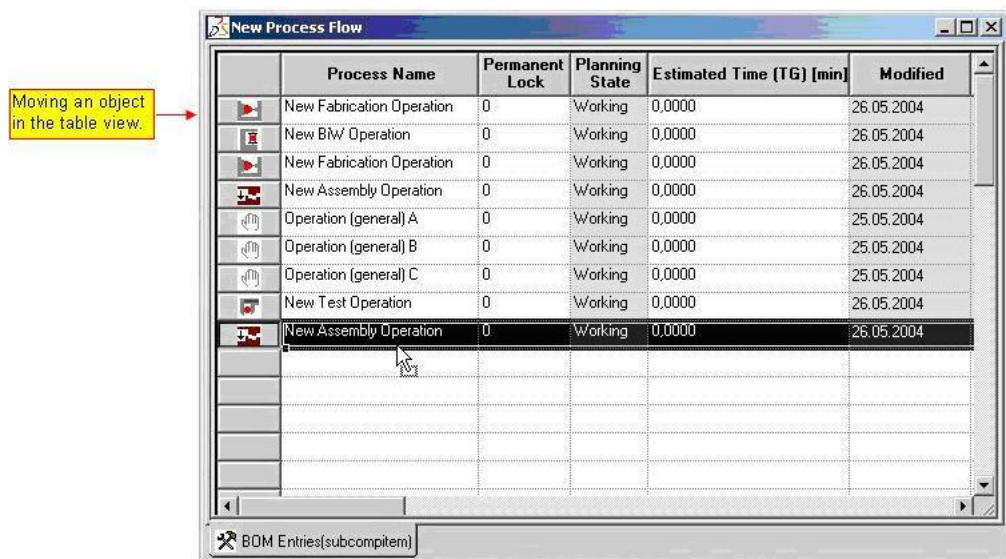 New Process Flow
Process Name Permanent Lock Planning State Estimated Time (TG) [min] Modified
Moving an object
in the table view.
New Fabrication Operation 0 Working 0,0000 26.05.2004
New BiW Operation 0 Working 0,0000 26.05.2004
New Fabrication Operation 0 Working 0,0000 26.05.2004
New Assembly Operation 0 Working 0,0000 26.05.2004
Operation (general) A 0 Working 0,0000 25.05.2004
Operation (general) B 0 Working 0,0000 25.05.2004
Operation (general) C 0 Working 0,0000 25.05.2004
New Test Operation 0 Working 0,0000 26.05.2004
New Assembly Operation 0 Working 0,0000 26.05.2004
BOM Entries(subcompitem)